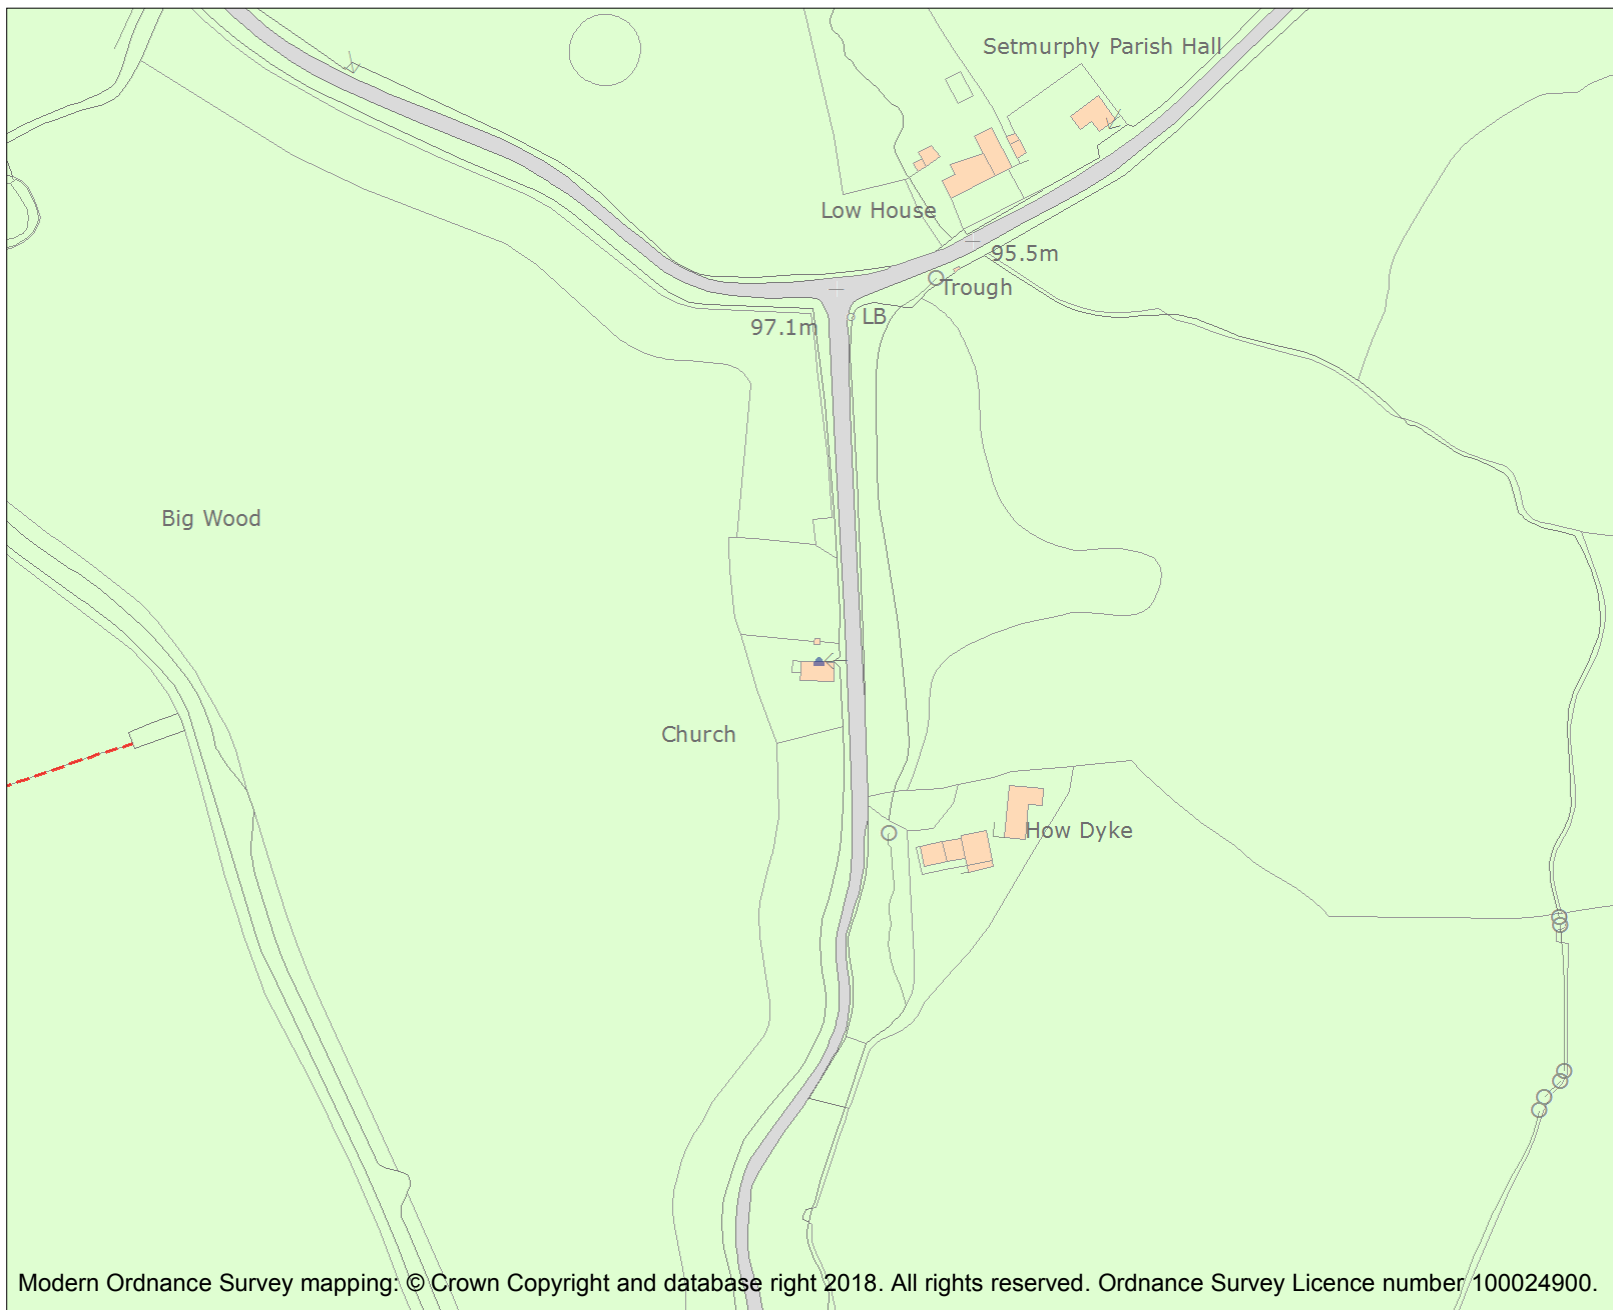 Setmurphy Parish Hall
Low House
95.5m
Trough
LB
97.1m
Big Wood
Church
How Dyke
Modern Ordnance Survey mapping: © Crown Copyright and database right 2018. All rights reserved. Ordnance Survey Licence number 100024900.